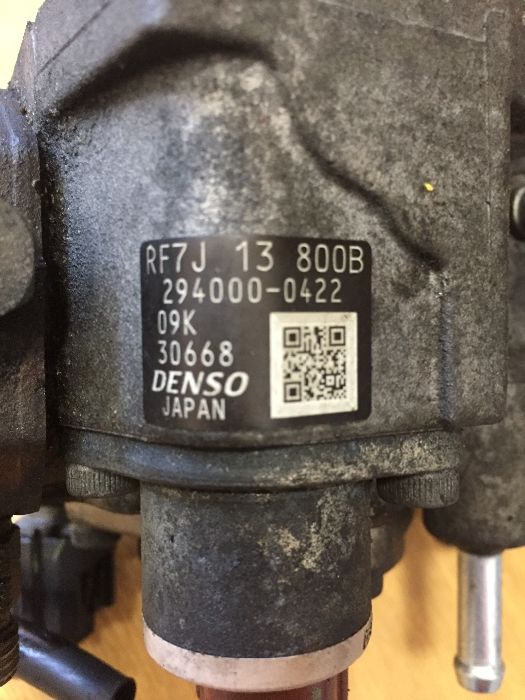 RF7J 13 800B
294000-0422
09K
30668
DENSO
JAPAN